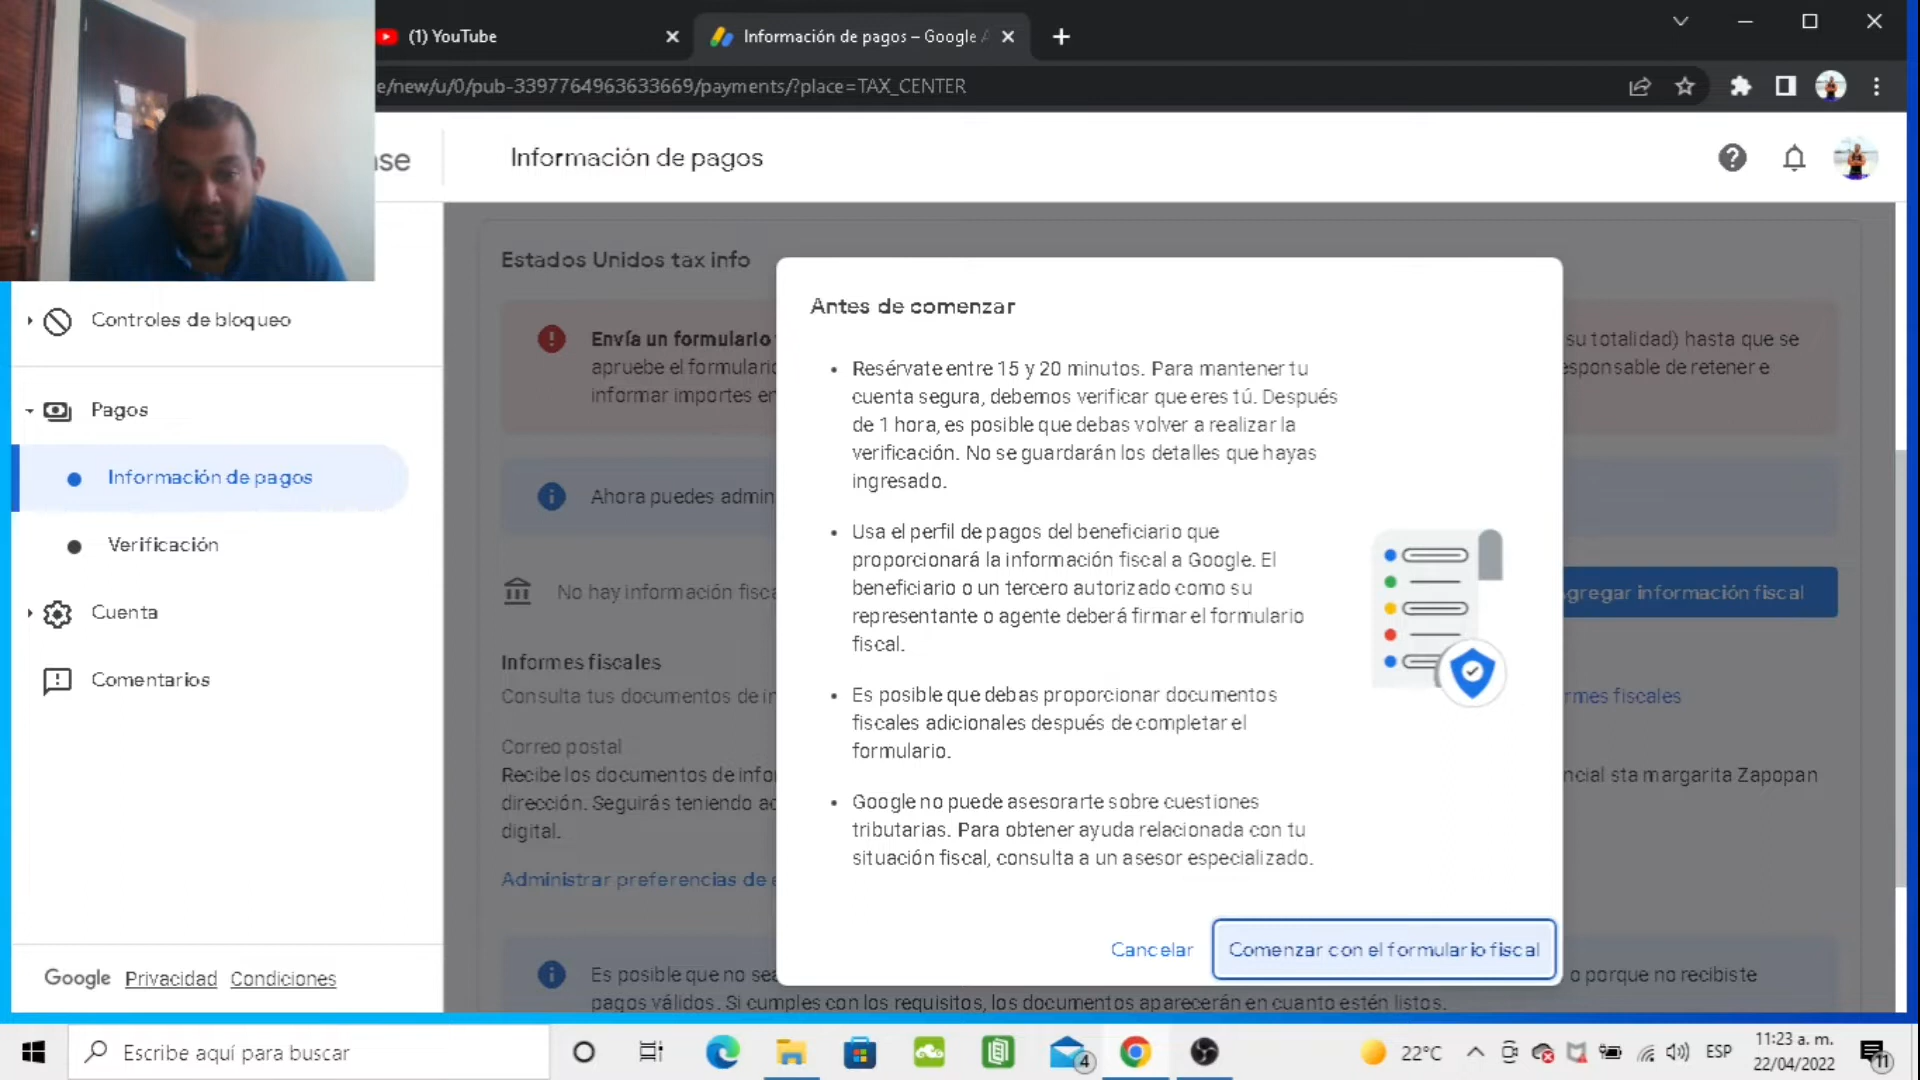 (1) YouTube
Información de pagos – Google
e/new/u/0/pub-3397764963633669/payments/?place=TAX_CENTER
se
Información de pagos
Controles de bloqueo
Pagos
Información de pagos
Verificación
Cuenta
Comentarios
Google Privacidad Condiciones
Estados Unidos tax info
Envía un formulario
su totalidad) hasta que se
apruebe el formulario
esponsable de retener e
informar importes en
Ahora puedes admin
No hay información fisca
gregar información fiscal
Informes fiscales
Consulta tus documentos de in
rmes fiscales
Correo postal
Recibe los documentos de info
ncial sta margarita Zapopan
dirección. Seguirás teniendo ac
digital.
Administrar preferencias de e
Es posible que no sea
o porque no recibiste
pagos válidos. Si cumples con los requisitos, los documentos aparecerán en cuanto estén listos.
Antes de comenzar
• Resérvate entre 15 y 20 minutos. Para mantener tu
cuenta segura, debemos verificar que eres tú. Después
de 1 hora, es posible que debas volver a realizar la
verificación. No se guardarán los detalles que hayas
ingresado.
• Usa el perfil de pagos del beneficiario que
proporcionará la información fiscal a Google. El
beneficiario o un tercero autorizado como su
representante o agente deberá firmar el formulario
fiscal.
• Es posible que debas proporcionar documentos
fiscales adicionales después de completar el
formulario.
• Google no puede asesorarte sobre cuestiones
tributarias. Para obtener ayuda relacionada con tu
situación fiscal, consulta a un asesor especializado.
Cancelar
Comenzar con el formulario fiscal
Escribe aquí para buscar
4
22°C
ESP
11:23 a. m.
22/04/2022
11